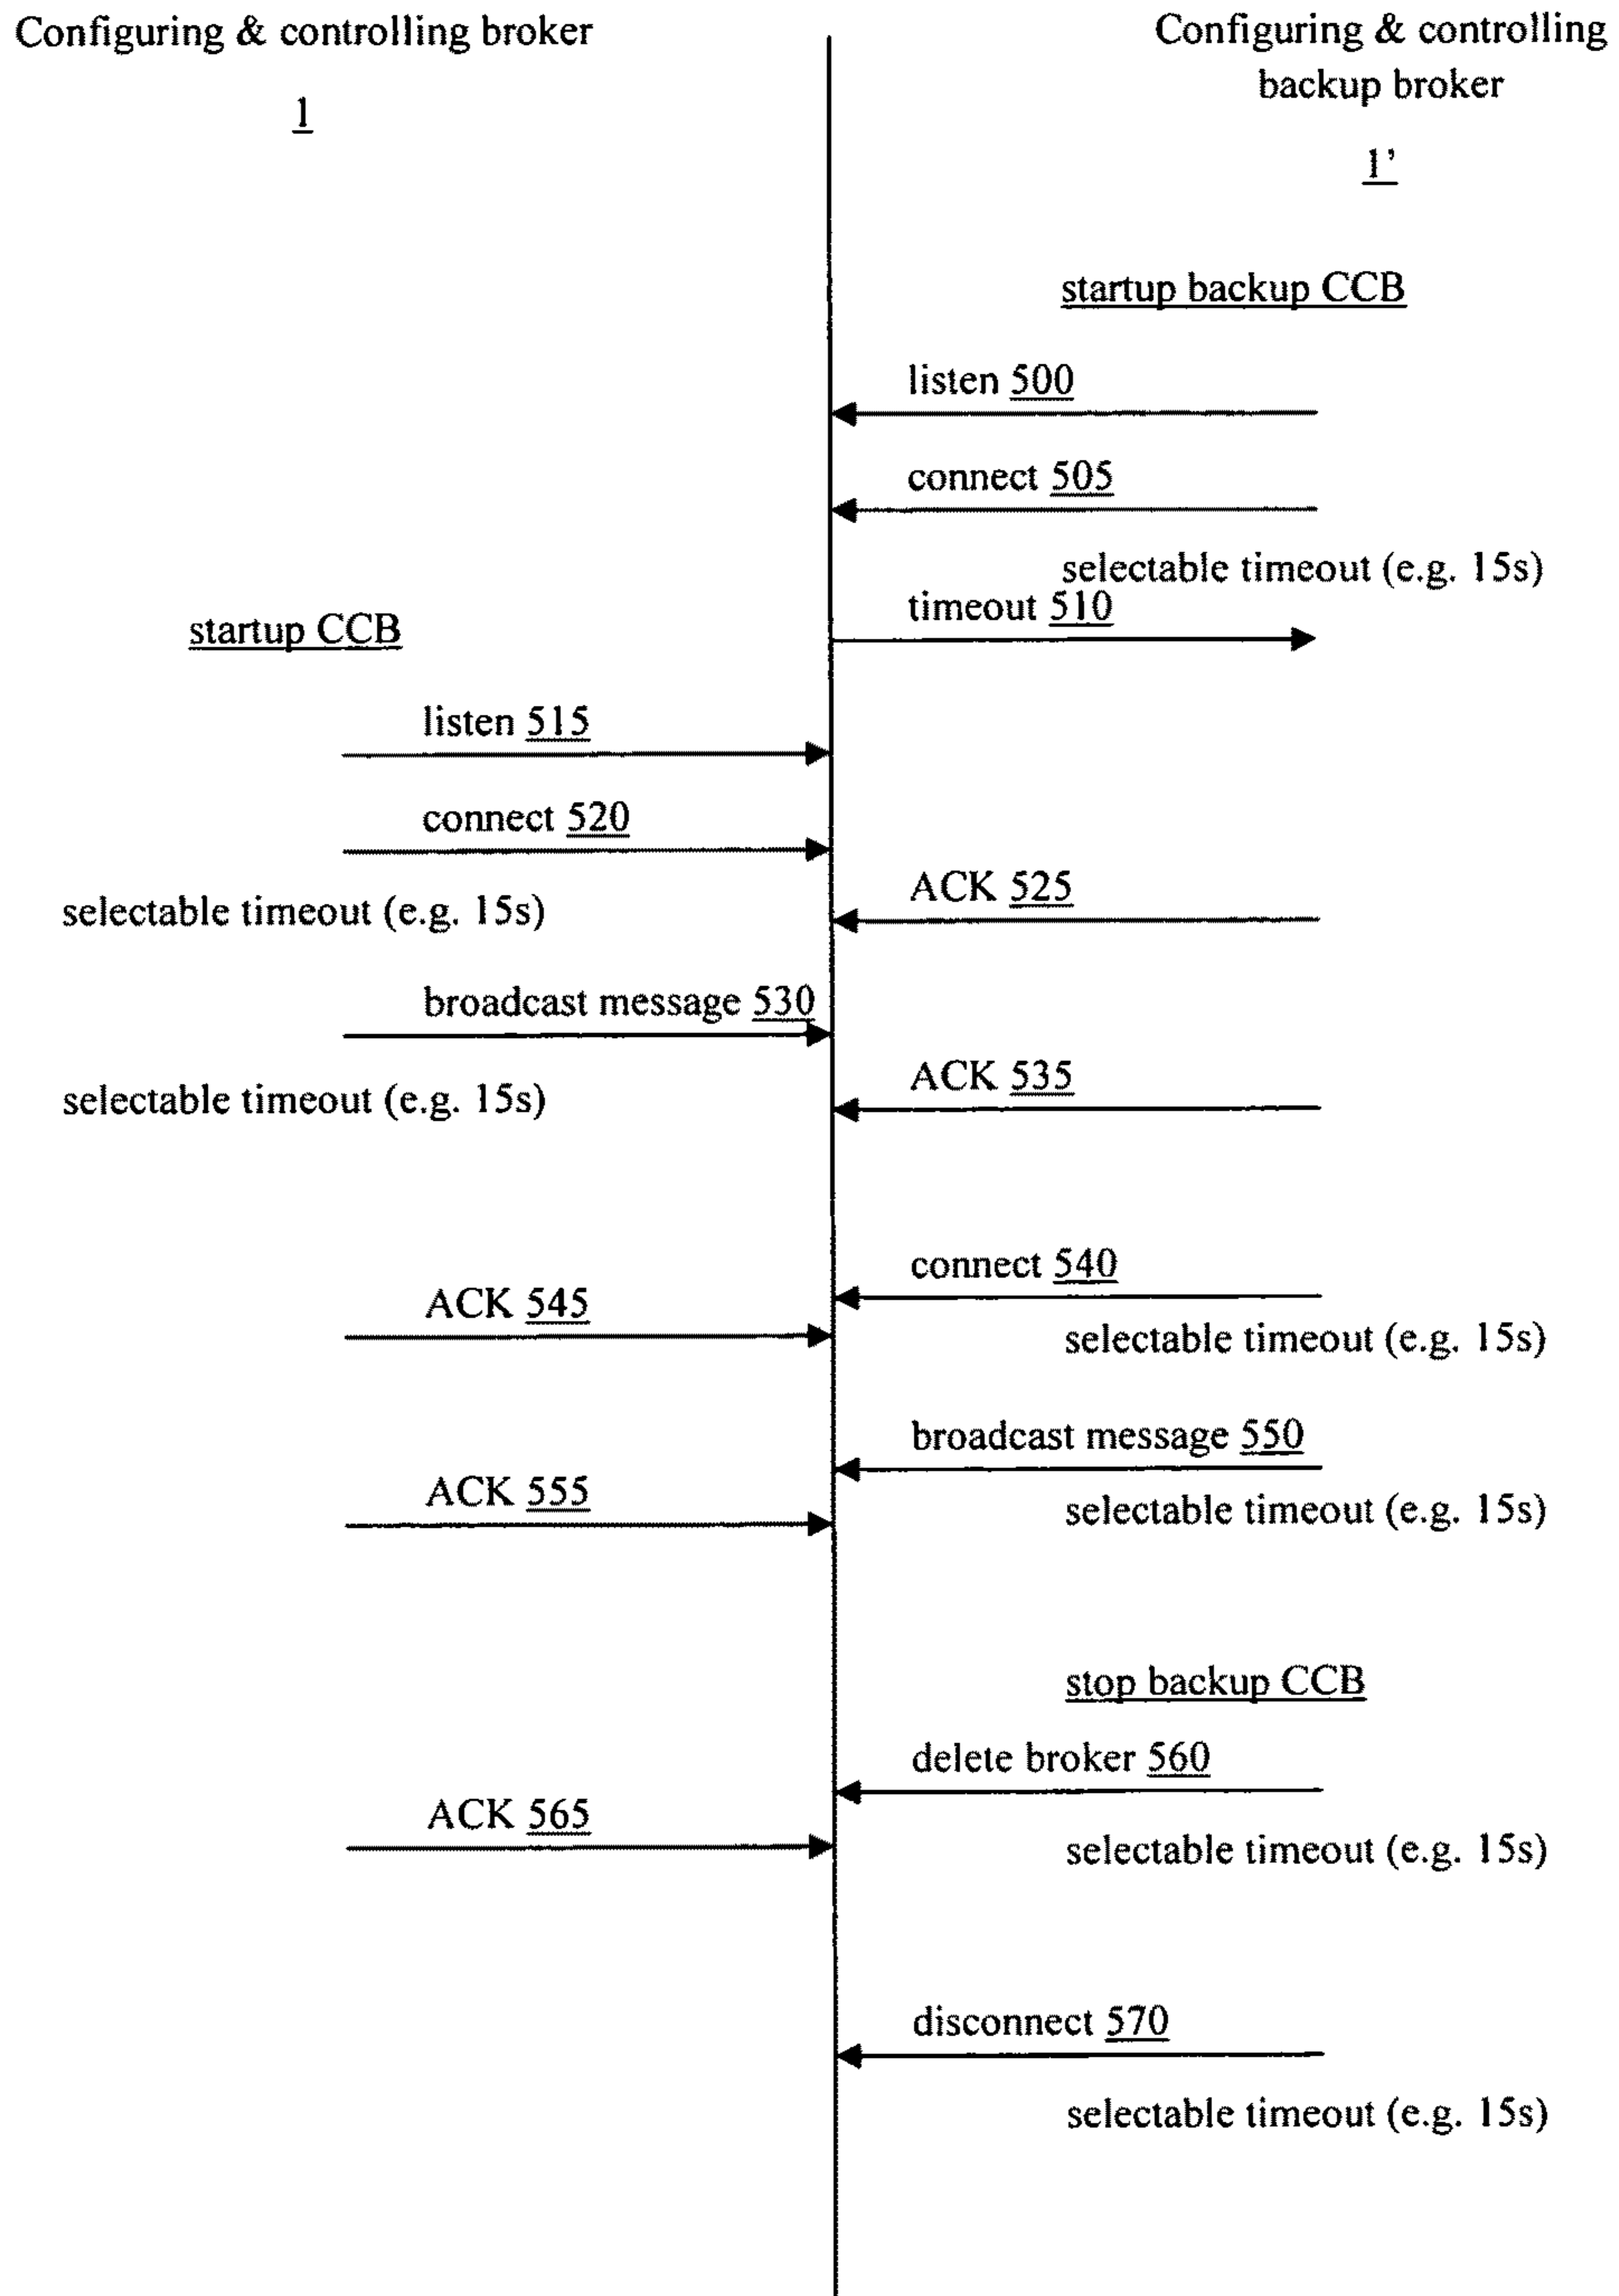 Configuring & controlling broker
1
Configuring & controlling
backup broker
1'
startup backup CCB
listen 500
connect 505
selectable timeout (e.g. 15s)
timeout 510
startup CCB
listen 515
connect 520
ACK 525
selectable timeout (e.g. 15s)
broadcast message 530
ACK 535
selectable timeout (e.g. 15s)
connect 540
ACK 545
selectable timeout (e.g. 15s)
broadcast message 550
ACK 555
selectable timeout (e.g. 15s)
stop backup CCB
delete broker 560
ACK 565
selectable timeout (e.g. 15s)
disconnect 570
selectable timeout (e.g. 15s)